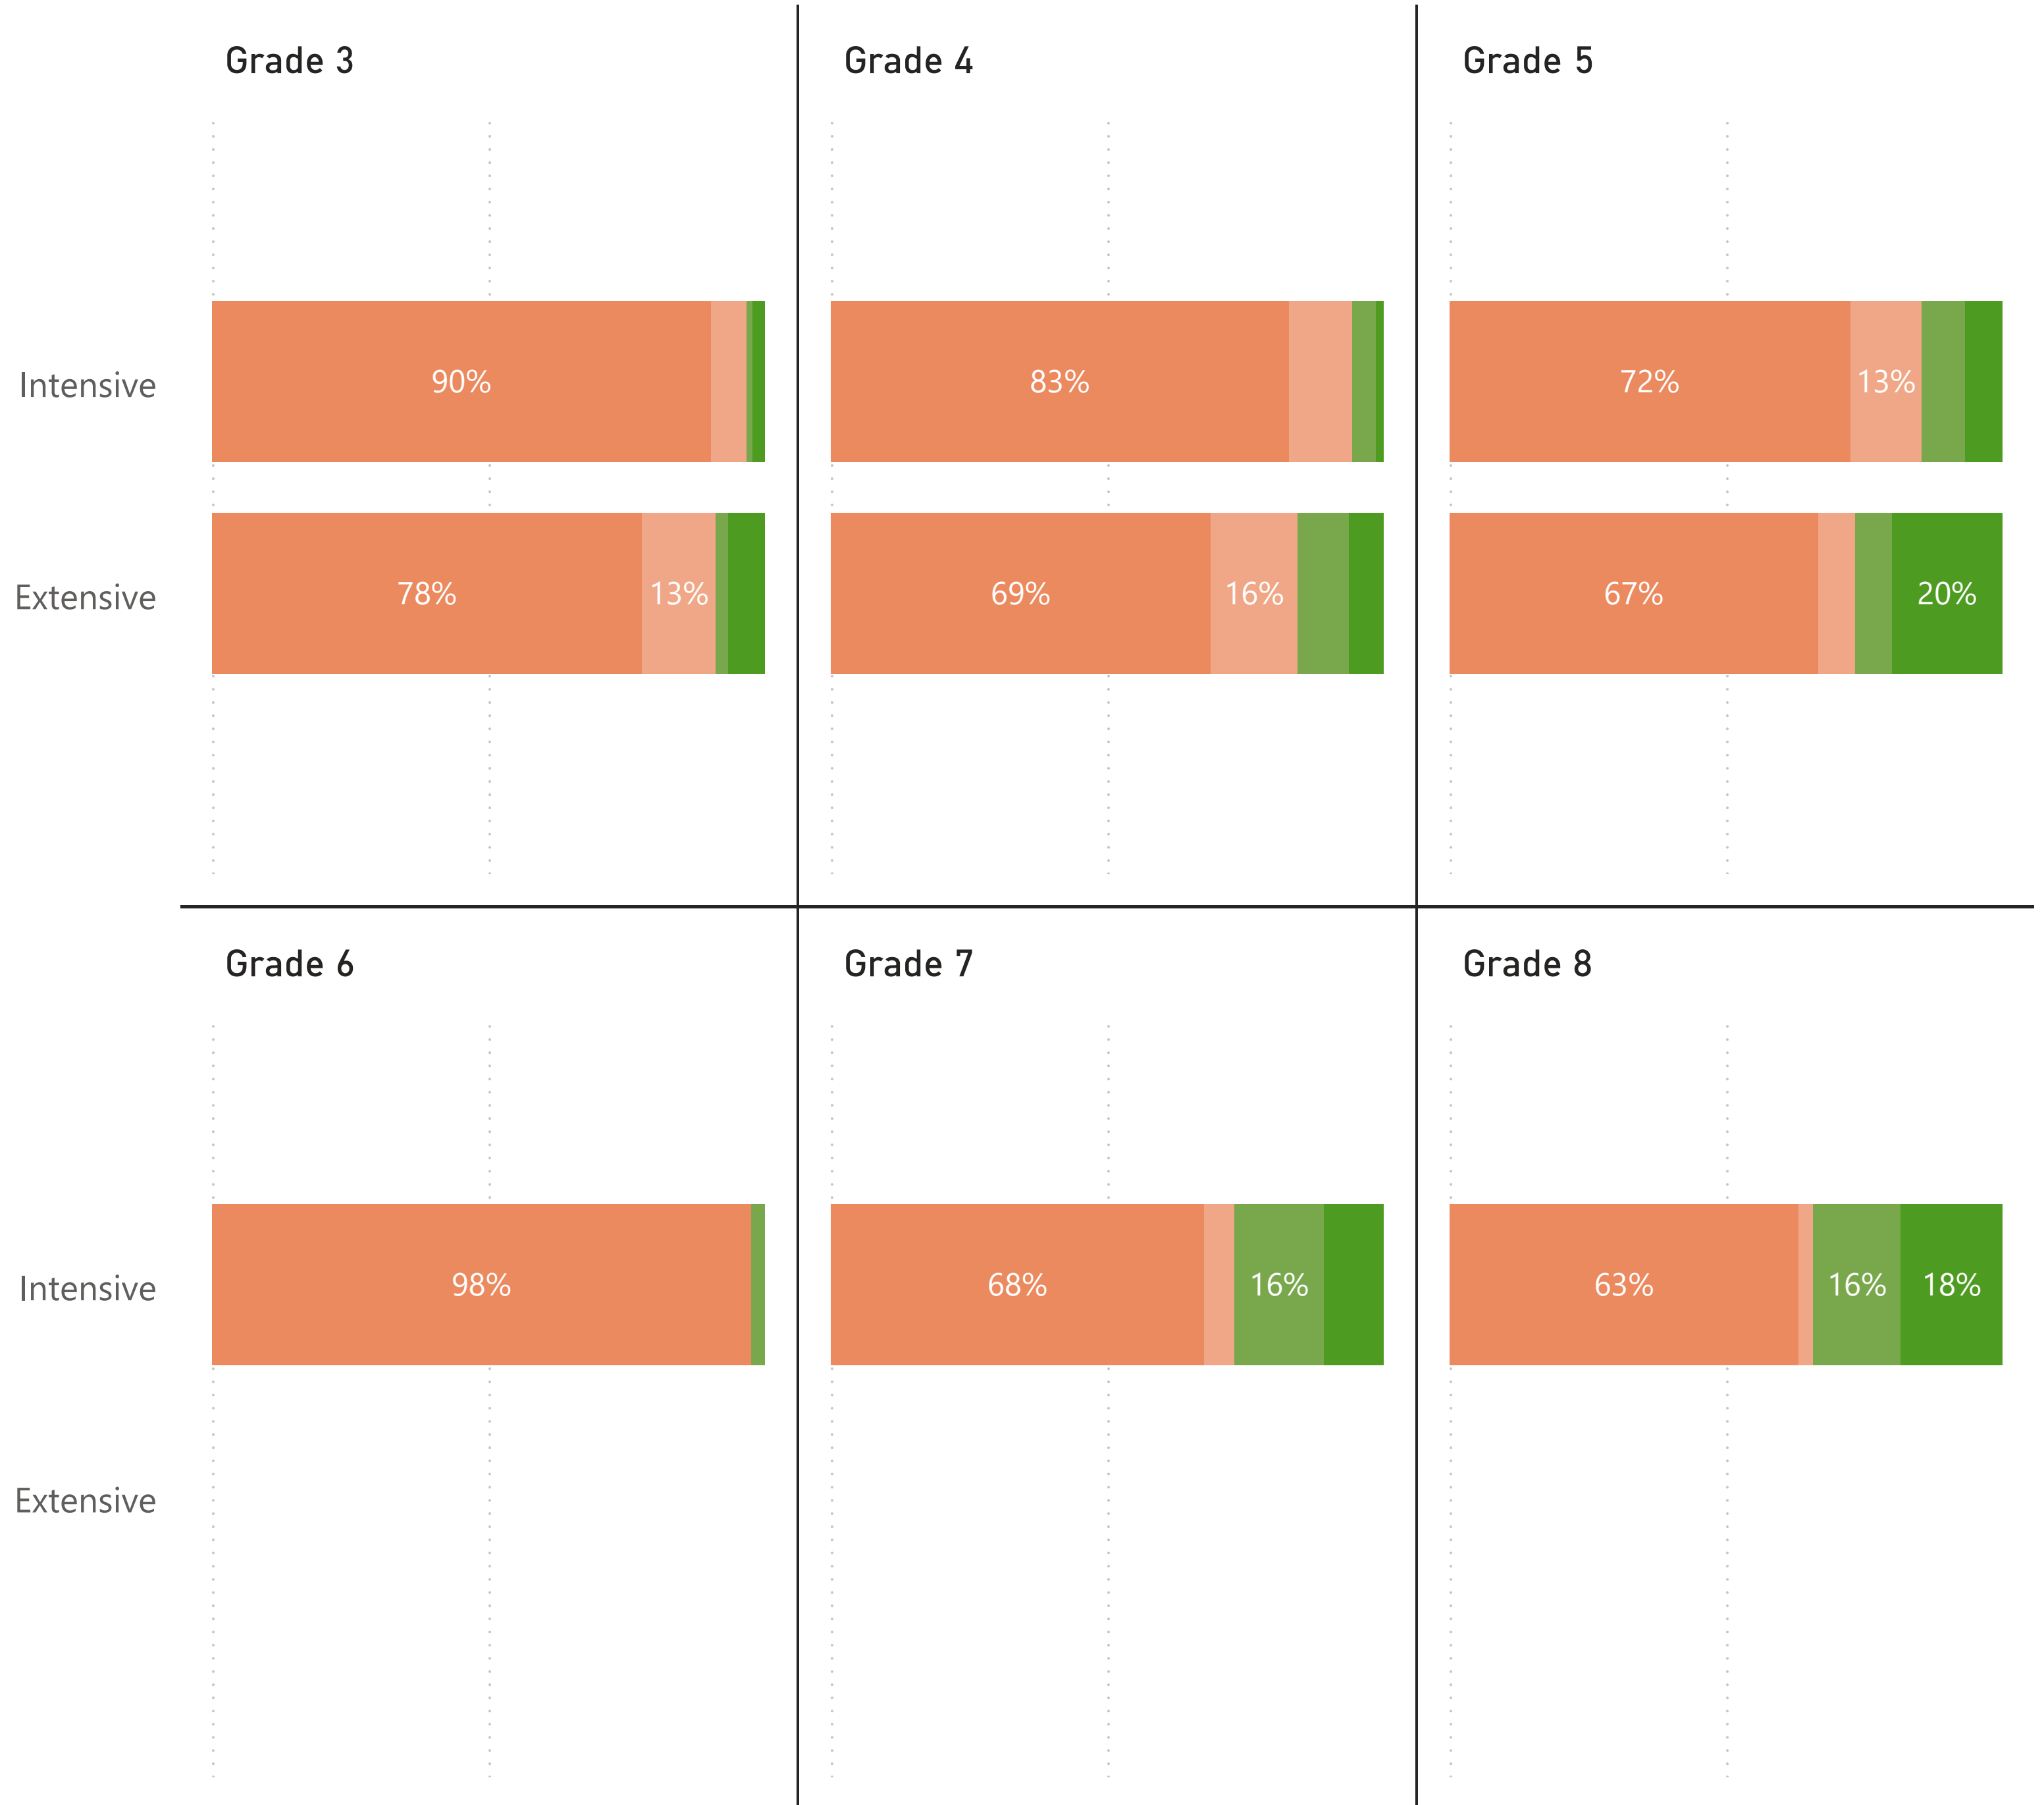 Grade 3 Grade 4 Grade 5
Intensive 90% 83% 72% 13%
Extensive 78% 13% 69% 16% 67% 20%
Grade 6 Grade 7 Grade 8
Intensive 98% 68% 16% 63% 16% 18%
Extensive